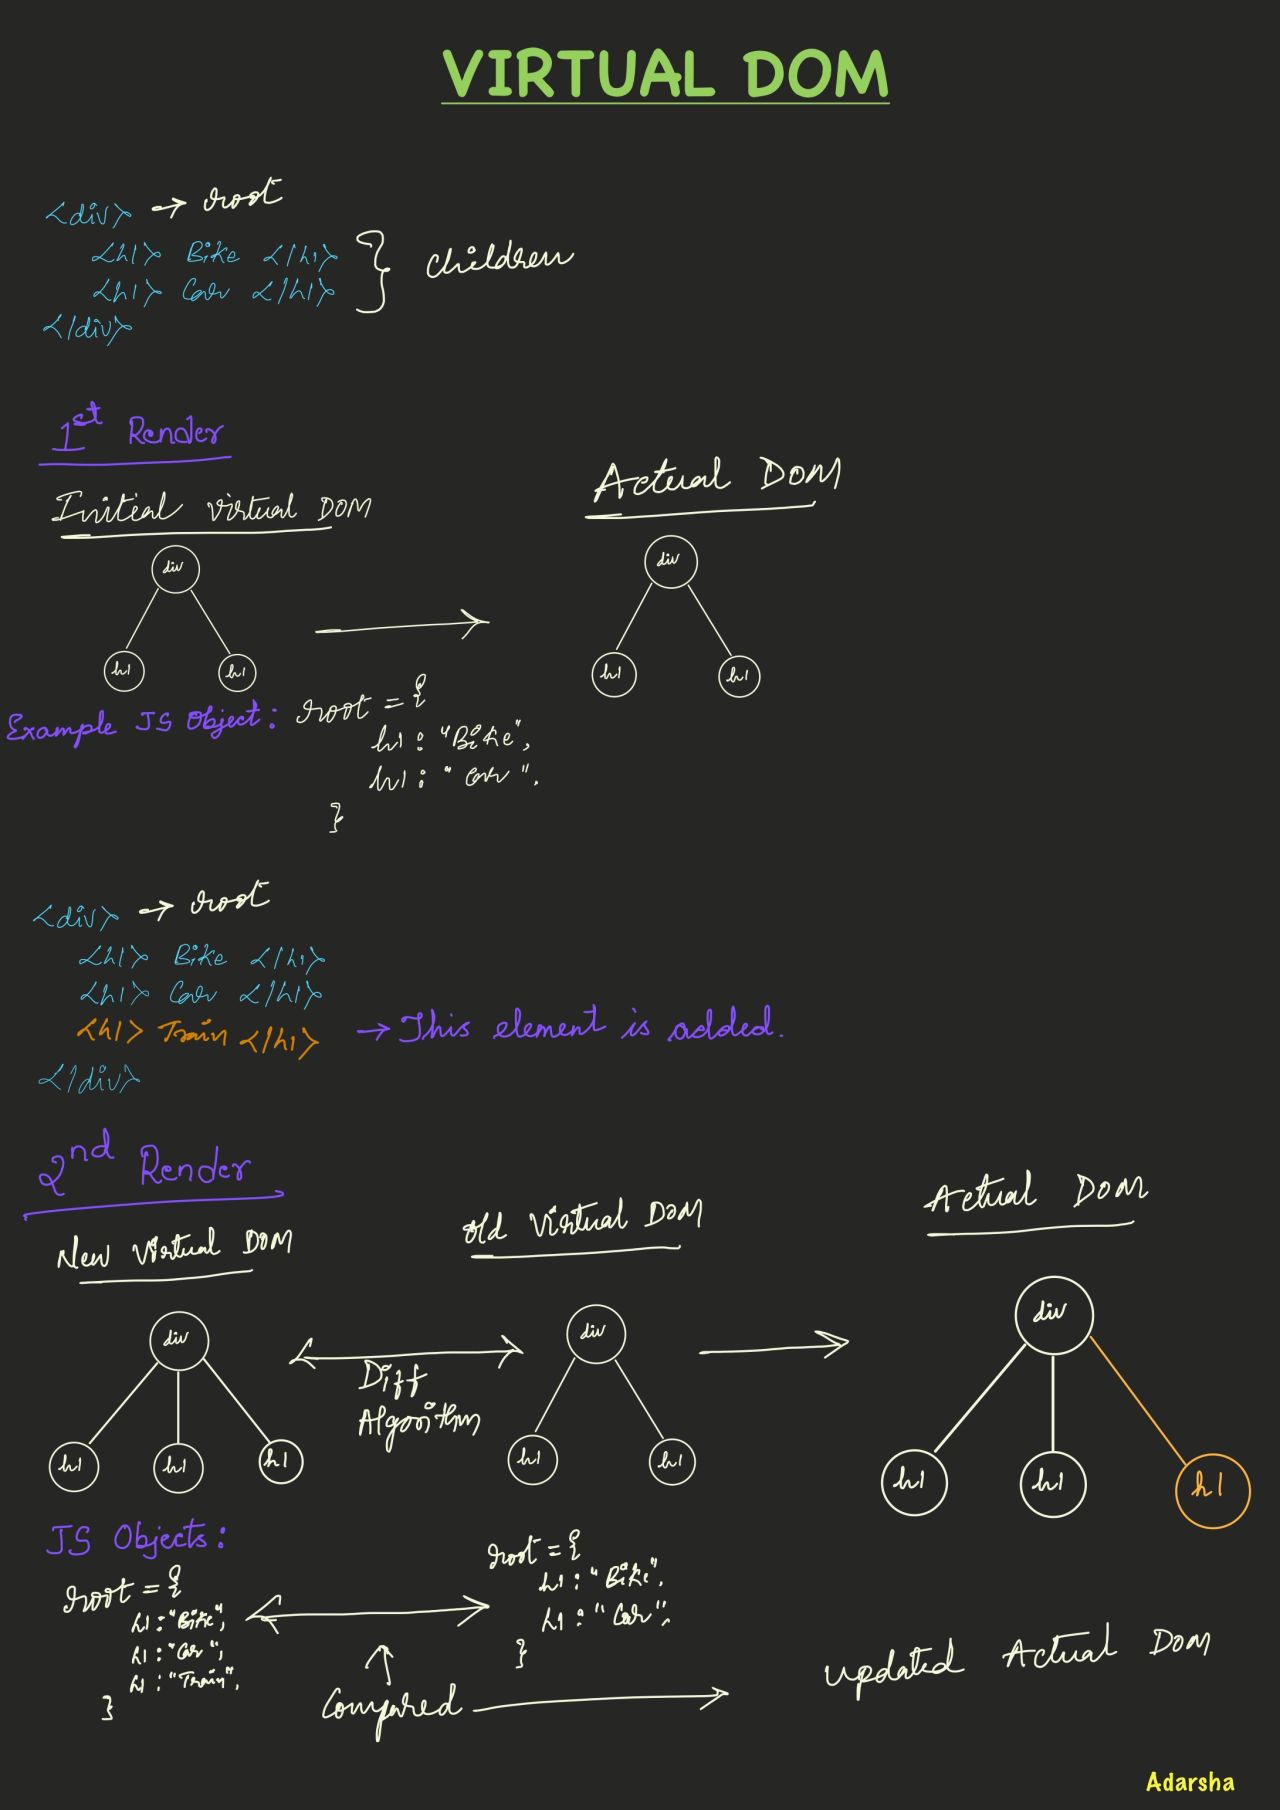 VIRTUAL DOM
<div> → root
<h1> Bike </h1>
<h1> Car </h1>
} children
</div>
1st Render
Initial Virtual DOM
Actual DOM
div
h1 h1
div
h1 h1
Example JS Object: root = {
h1 : "Bike",
h1 : "Car",
}
<div> → root
<h1> Bike </h1>
<h1> Car </h1>
<h1> Train </h1> → This element is added.
</div>
2nd Render
New Virtual DOM
Old Virtual DOM
Actual DOM
div
h1 h1 h1
Diff
Algorithm
div
h1 h1
div
h1 h1 h1
JS Objects:
root = {
h1 : "Bike",
h1 : "Car",
h1 : "Train",
}
root = {
h1 : "Bike",
h1 : "Car",
}
Compared
updated Actual DOM
Adarsha